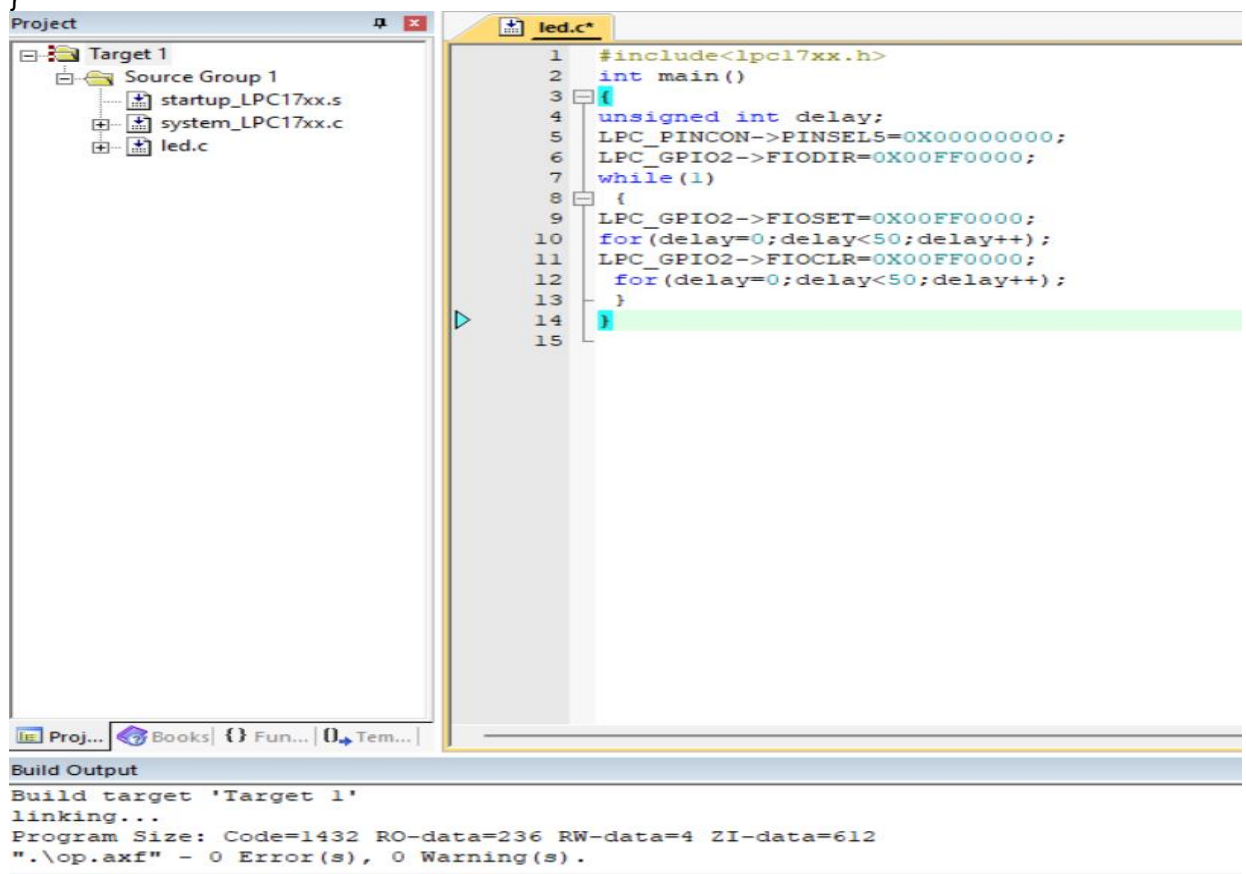 }
Project
Target 1
Source Group 1
startup_LPC17xx.s
system_LPC17xx.c
led.c
Proj...
Books
{} Fun...
0 Tem...
led.c*
1 #include<lpc17xx.h>
2 int main()
3 {
4 unsigned int delay;
5 LPC_PINCON->PINSEL5=0X00000000;
6 LPC_GPIO2->FIODIR=0X00FF0000;
7 while(1)
8 {
9 LPC_GPIO2->FIOSET=0X00FF0000;
10 for(delay=0;delay<50;delay++);
11 LPC_GPIO2->FIOCLR=0X00FF0000;
12 for(delay=0;delay<50;delay++);
13 }
14 }
15
Build Output
Build target 'Target 1'
linking...
Program Size: Code=1432 RO-data=236 RW-data=4 ZI-data=612
".\op.axf" - 0 Error(s), 0 Warning(s).